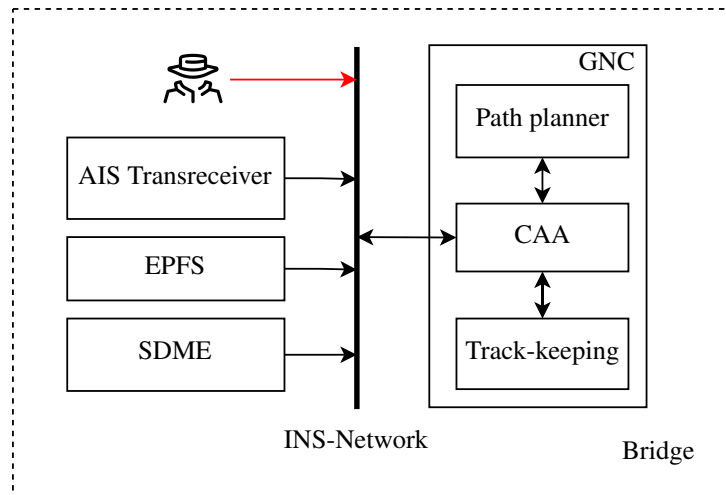 GNC
Path planner
AIS Transreceiver
CAA
EPFS
SDME
Track-keeping
INS-Network
Bridge